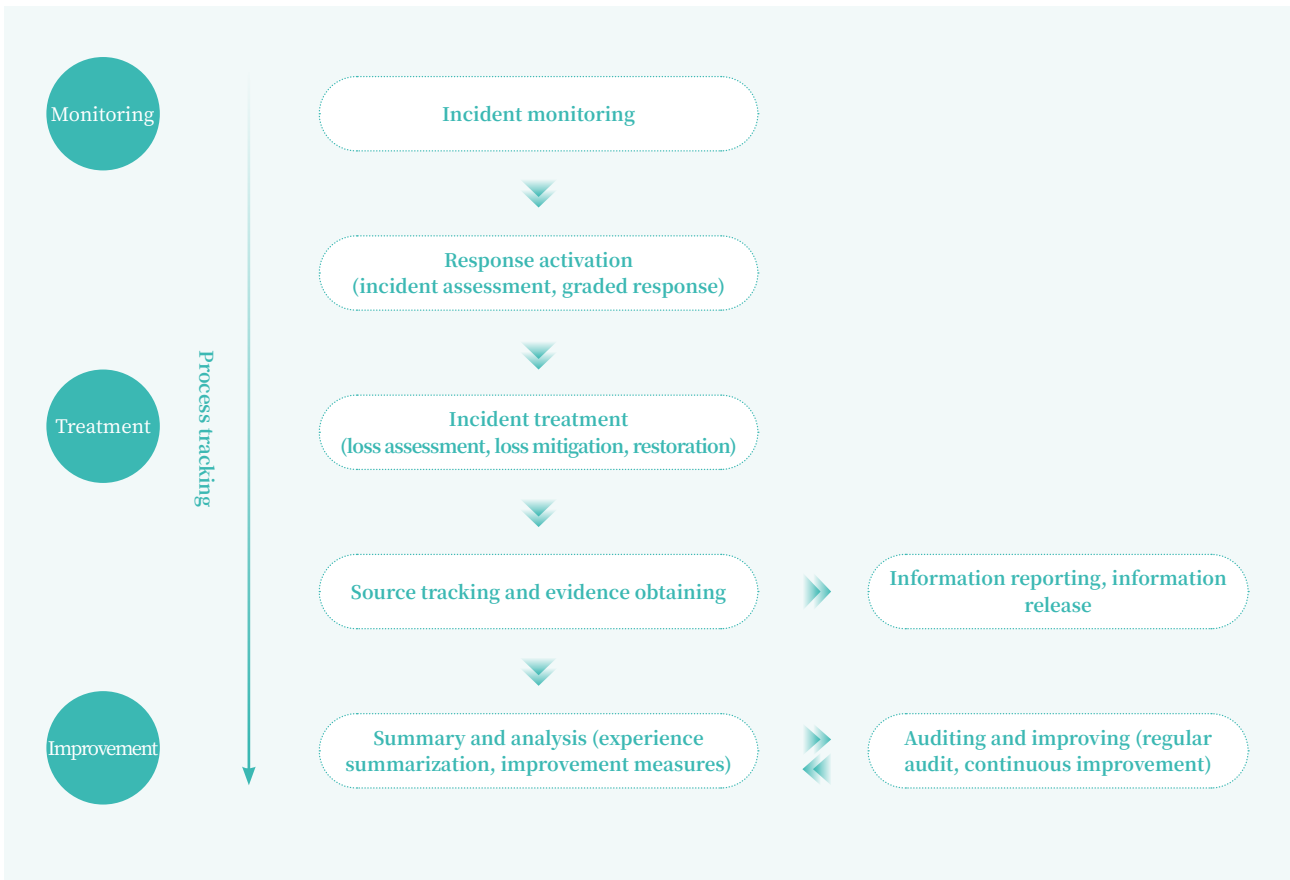 Monitoring
Incident monitoring
Response activation
(incident assessment, graded response)
Process tracking
Treatment
Incident treatment
(loss assessment, loss mitigation, restoration)
Source tracking and evidence obtaining
Information reporting, information
release
Improvement
Summary and analysis (experience
summarization, improvement measures)
Auditing and improving (regular
audit, continuous improvement)